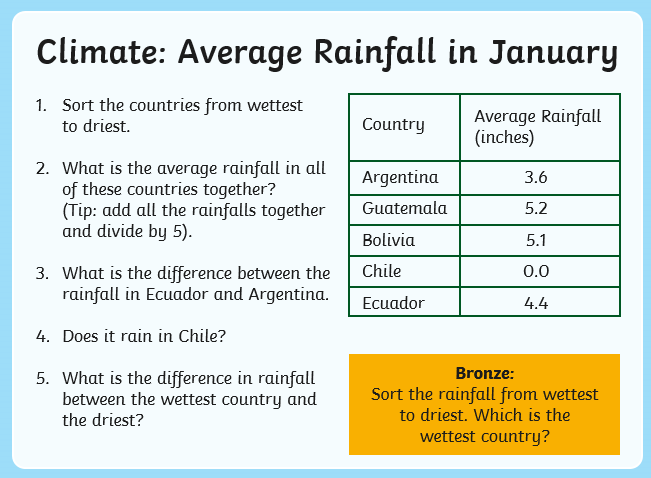 Climate: Average Rainfall in January
1. Sort the countries from wettest
to driest.
2. What is the average rainfall in all
of these countries together?
(Tip: add all the rainfalls together
and divide by 5).
3. What is the difference between the
rainfall in Ecuador and Argentina.
4. Does it rain in Chile?
5. What is the difference in rainfall
between the wettest country and
the driest?
Country
Average Rainfall
(inches)
Argentina 3.6
Guatemala 5.2
Bolivia 5.1
Chile 0.0
Ecuador 4.4
Bronze:
Sort the rainfall from wettest
to driest. Which is the
wettest country?